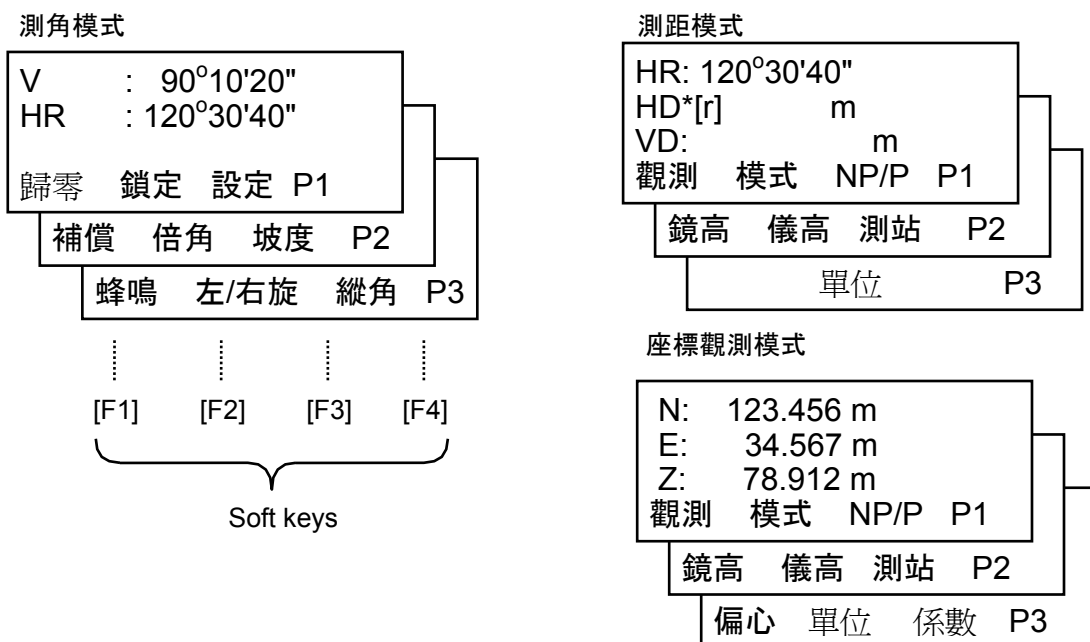 測角模式
V : 90°10'20"
HR : 120°30'40"
歸零 鎖定 設定 P1
補償 倍角 坡度 P2
蜂鳴 左/右旋 縱角 P3
[F1] [F2] [F3] [F4]
Soft keys
測距模式
HR: 120°30'40"
HD*[r] m
VD: m
觀測 模式 NP/P P1
鏡高 儀高 測站 P2
單位 P3
座標觀測模式
N: 123.456 m
E: 34.567 m
Z: 78.912 m
觀測 模式 NP/P P1
鏡高 儀高 測站 P2
偏心 單位 係數 P3